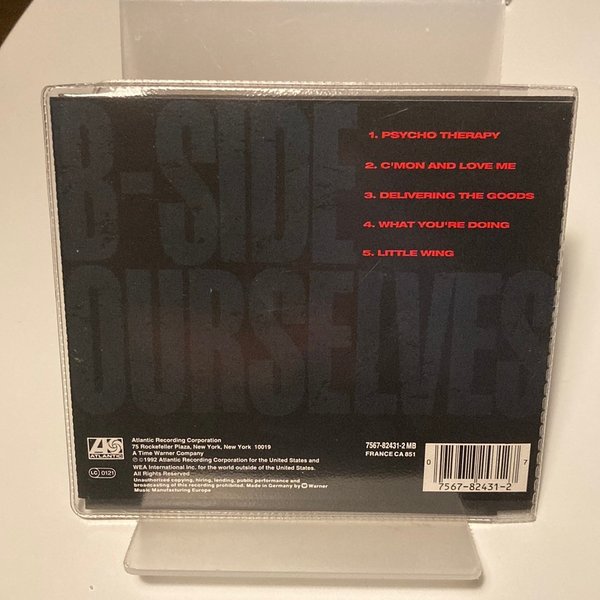 B-SIDE
OURSELVES
1. PSYCHO THERAPY
2. C'MON AND LOVE ME
3. DELIVERING THE GOODS
4. WHAT YOU'RE DOING
5. LITTLE WING
ATLANTIC
LC 0121
Atlantic Recording Corporation
75 Rockefeller Plaza, New York, New York 10019
A Time Warner Company
℗ © 1992 Atlantic Recording Corporation for the United States and
WEA International Inc. for the world outside of the United States.
All Rights Reserved
Unauthorized copying, hiring, lending, public performance and
broadcasting of this recording prohibited. Made in Germany by Warner
Music Manufacturing Europe
7567-82431-2 MB
FRANCE CA 851
0 7
7567-82431-2